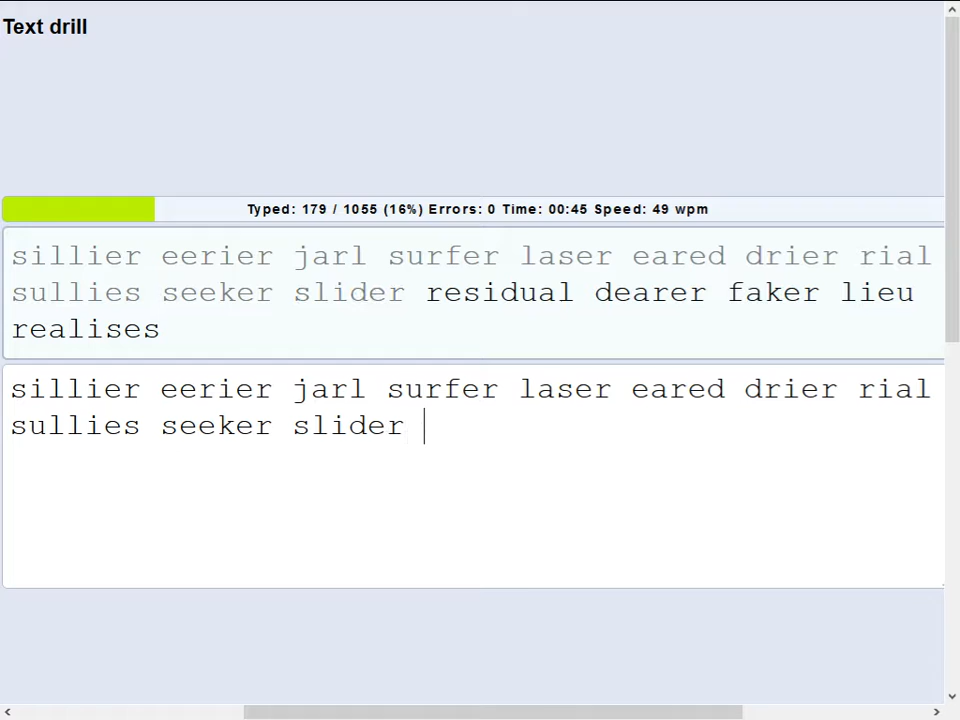 Text drill
Typed: 179 / 1055 (16%) Errors: 0 Time: 00:45 Speed: 49 wpm
sillier eerier jarl surfer laser eared drier rial
sullies seeker slider residual dearer faker lieu
realises
sillier eerier jarl surfer laser eared drier rial
sullies seeker slider